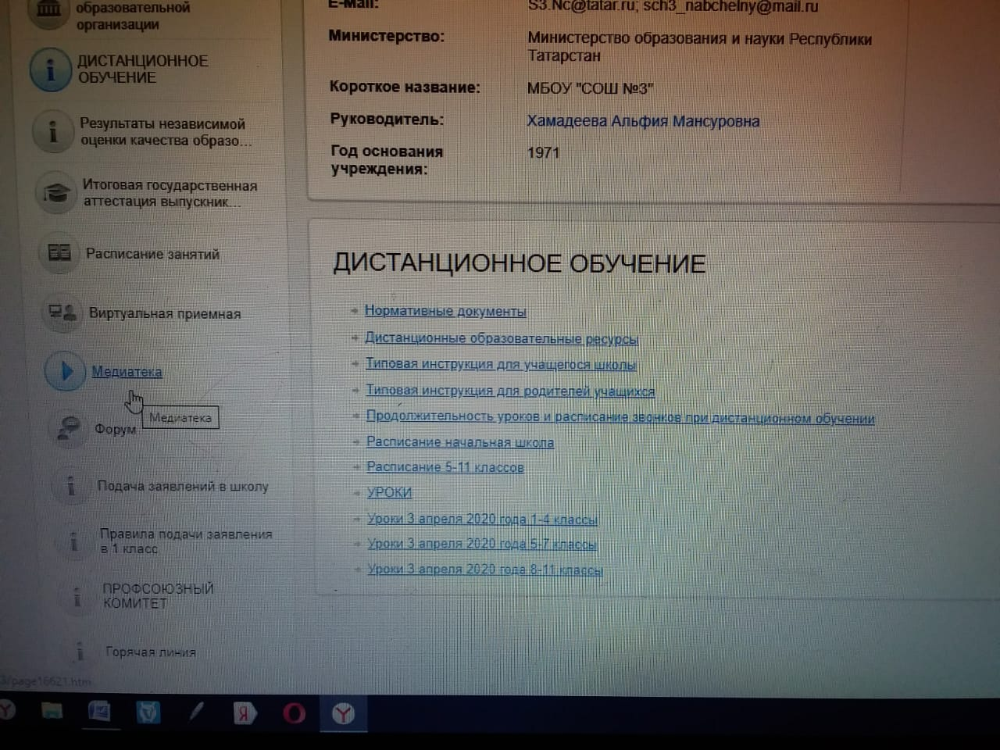 образовательной
организации
ДИСТАНЦИОННОЕ
ОБУЧЕНИЕ
Результаты независимой
оценки качества образо...
Итоговая государственная
аттестация выпускник...
Расписание занятий
Виртуальная приемная
Медиатека
Медиатека
Форум
Подача заявлений в школу
Правила подачи заявления
в 1 класс
ПРОФСОЮЗНЫЙ
КОМИТЕТ
Горячая линия
3/page16621.htm
E-Mail: S3.Nc@tatar.ru; sch3_nabchelny@mail.ru
Министерство: Министерство образования и науки Республики
Татарстан
Короткое название: МБОУ "СОШ №3"
Руководитель: Хамадеева Альфия Мансуровна
Год основания 1971
учреждения:
ДИСТАНЦИОННОЕ ОБУЧЕНИЕ
Нормативные документы
Дистанционные образовательные ресурсы
Типовая инструкция для учащегося школы
Типовая инструкция для родителей учащихся
Продолжительность уроков и расписание звонков при дистанционном обучении
Расписание начальная школа
Расписание 5-11 классов
УРОКИ
Уроки 3 апреля 2020 года 1-4 классы
Уроки 3 апреля 2020 года 5-7 классы
Уроки 3 апреля 2020 года 8-11 классы